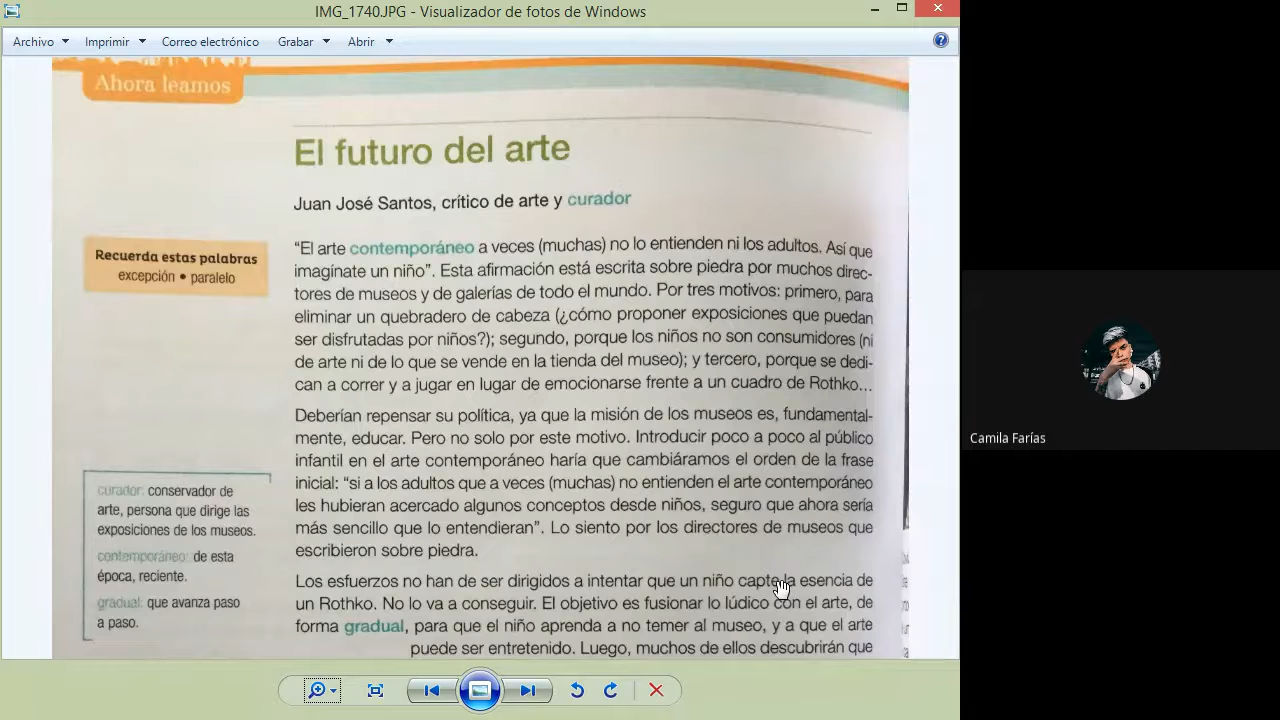 IMG_1740.JPG - Visualizador de fotos de Windows
Archivo Imprimir Correo electrónico Grabar Abrir
Ahora leamos
El futuro del arte
Juan José Santos, crítico de arte y curador
Recuerda estas palabras
excepción • paralelo
“El arte contemporáneo a veces (muchas) no lo entienden ni los adultos. Así que
imagínate un niño”. Esta afirmación está escrita sobre piedra por muchos direc-
tores de museos y de galerías de todo el mundo. Por tres motivos: primero, para
eliminar un quebradero de cabeza (¿cómo proponer exposiciones que puedan
ser disfrutadas por niños?); segundo, porque los niños no son consumidores (ni
de arte ni de lo que se vende en la tienda del museo); y tercero, porque se dedi-
can a correr y a jugar en lugar de emocionarse frente a un cuadro de Rothko...
Deberían repensar su política, ya que la misión de los museos es, fundamental-
mente, educar. Pero no solo por este motivo. Introducir poco a poco al público
infantil en el arte contemporáneo haría que cambiáramos el orden de la frase
inicial: “si a los adultos que a veces (muchas) no entienden el arte contemporáneo
les hubieran acercado algunos conceptos desde niños, seguro que ahora sería
más sencillo que lo entendieran”. Lo siento por los directores de museos que
escribieron sobre piedra.
Los esfuerzos no han de ser dirigidos a intentar que un niño capte la esencia de
un Rothko. No lo va a conseguir. El objetivo es fusionar lo lúdico con el arte, de
forma gradual, para que el niño aprenda a no temer al museo, y a que el arte
puede ser entretenido. Luego, muchos de ellos descubrirán que
curador: conservador de
arte, persona que dirige las
exposiciones de los museos.
contemporáneo: de esta
época, reciente.
gradual: que avanza paso
a paso.
Camila Farías